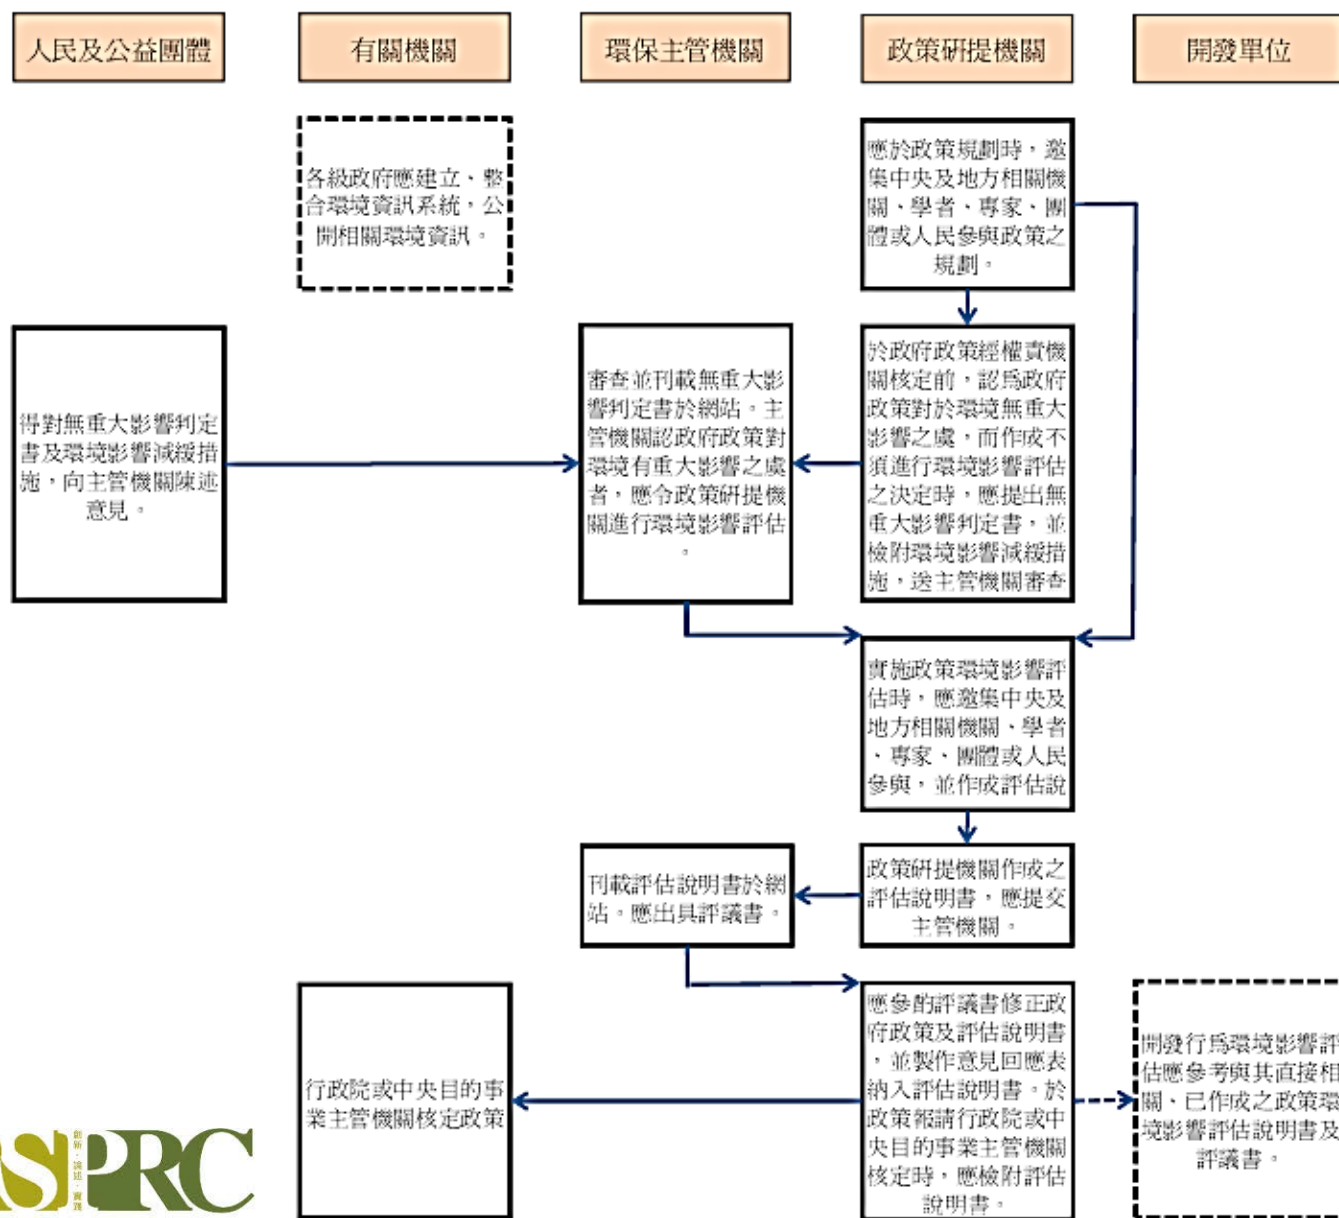 人民及公益團體
有關機關
環保主管機關
政策研提機關
開發單位
各級政府應建立、整
合環境資訊系統，公
開相關環境資訊。
應於政策規劃時，邀
集中央及地方相關機
關、學者、專家、團
體或人民參與政策之
規劃。
得對無重大影響判定
書及環境影響減緩措
施，向主管機關陳述
意見。
審查並刊載無重大影
響判定書於網站。主
管機關認政府政策對
環境有重大影響之處
者，應令政策研提機
關進行環境影響評估
。
於政府政策經權責機
關核定前，認為政府
政策對於環境無重大
影響之處，而作成不
須進行環境影響評估
之決定時，應提出無
重大影響判定書，並
檢附環境影響減緩措
施，送主管機關審查
實施政策環境影響評
估時，應邀集中央及
地方相關機關、學者
、專家、團體或人民
參與，並作成評估說
刊載評估說明書於網
站。應出具評議書。
政策研提機關作成之
評估說明書，應提交
主管機關。
行政院或中央目的事
業主管機關核定政策
應參酌評議書修正政
府政策及評估說明書
，並製作意見回應表
納入評估說明書。於
政策報請行政院或中
央目的事業主管機關
核定時，應檢附評估
說明書。
開發行為環境影響評
估應參考與其直接相
關、已作成之政策環
境影響評估說明書及
評議書。
SPRC
創新．論述．實踐